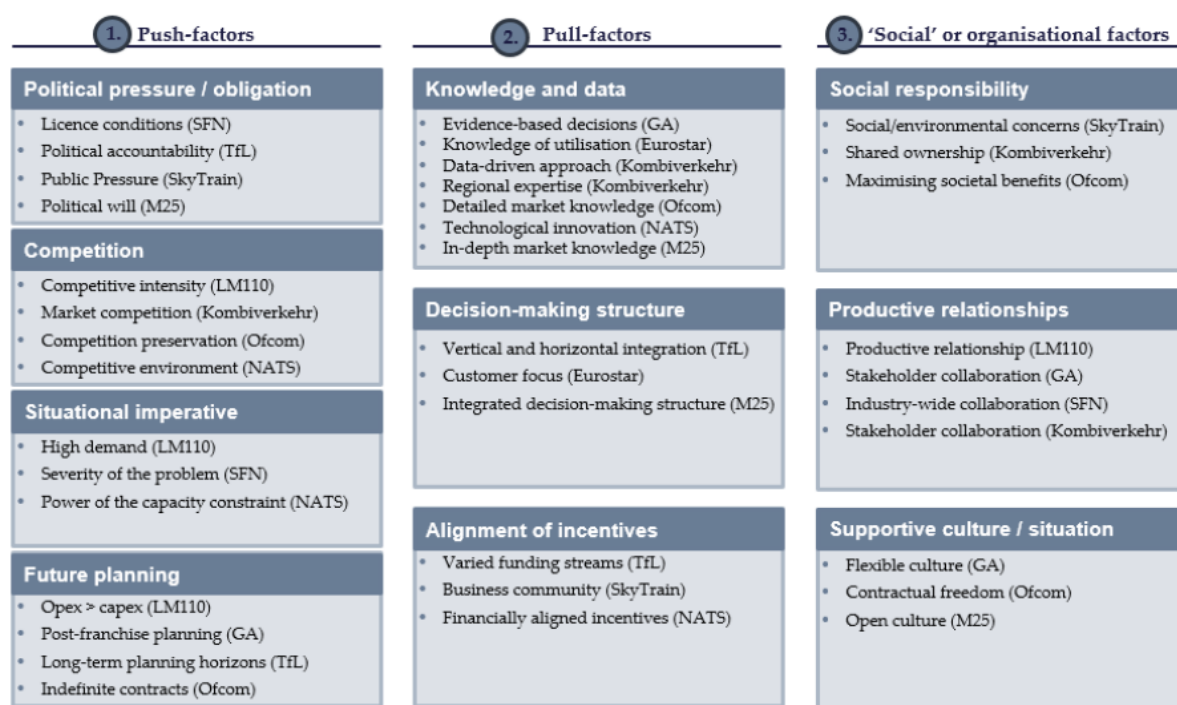 1. Push-factors
Political pressure / obligation
• Licence conditions (SFN)
• Political accountability (TfL)
• Public Pressure (SkyTrain)
• Political will (M25)
Competition
• Competitive intensity (LM110)
• Market competition (Kombiverkehr)
• Competition preservation (Ofcom)
• Competitive environment (NATS)
Situational imperative
• High demand (LM110)
• Severity of the problem (SFN)
• Power of the capacity constraint (NATS)
Future planning
• Opex > capex (LM110)
• Post-franchise planning (GA)
• Long-term planning horizons (TfL)
• Indefinite contracts (Ofcom)
2. Pull-factors
Knowledge and data
• Evidence-based decisions (GA)
• Knowledge of utilisation (Eurostar)
• Data-driven approach (Kombiverkehr)
• Regional expertise (Kombiverkehr)
• Detailed market knowledge (Ofcom)
• Technological innovation (NATS)
• In-depth market knowledge (M25)
Decision-making structure
• Vertical and horizontal integration (TfL)
• Customer focus (Eurostar)
• Integrated decision-making structure (M25)
Alignment of incentives
• Varied funding streams (TfL)
• Business community (SkyTrain)
• Financially aligned incentives (NATS)
3. ‘Social’ or organisational factors
Social responsibility
• Social/environmental concerns (SkyTrain)
• Shared ownership (Kombiverkehr)
• Maximising societal benefits (Ofcom)
Productive relationships
• Productive relationship (LM110)
• Stakeholder collaboration (GA)
• Industry-wide collaboration (SFN)
• Stakeholder collaboration (Kombiverkehr)
Supportive culture / situation
• Flexible culture (GA)
• Contractual freedom (Ofcom)
• Open culture (M25)